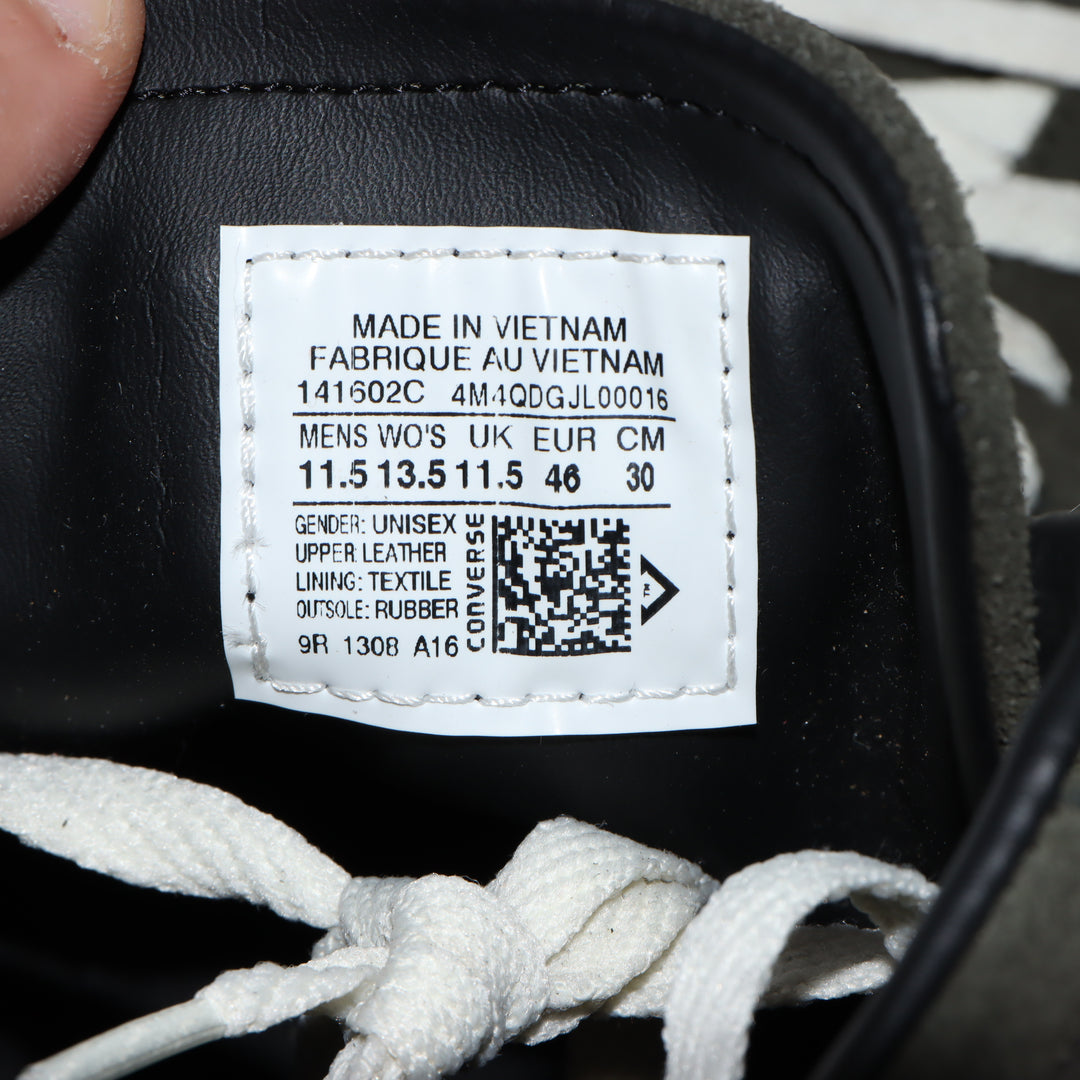 MADE IN VIETNAM
FABRIQUE AU VIETNAM
141602C 4M4QDGJL00016
MENS WO'S UK EUR CM
11.5 13.5 11.5 46 30
GENDER: UNISEX
UPPER: LEATHER
LINING: TEXTILE
OUTSOLE: RUBBER
9R 1308 A16
CONVERSE
TM